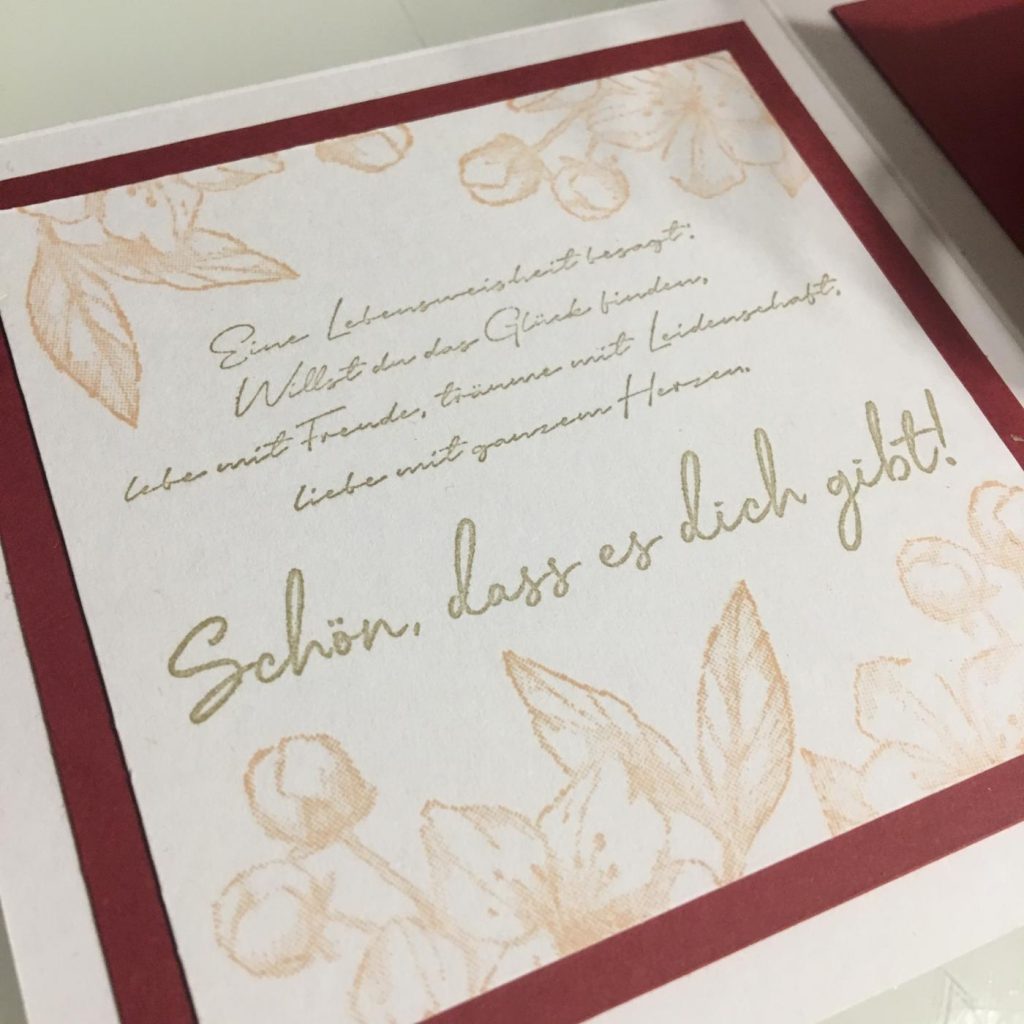 Eine Lebensweisheit besagt:
Willst du das Glück finden,
lebe mit Freude, träume mit Leidenschaft,
liebe mit ganzem Herzen.
Schön, dass es dich gibt!